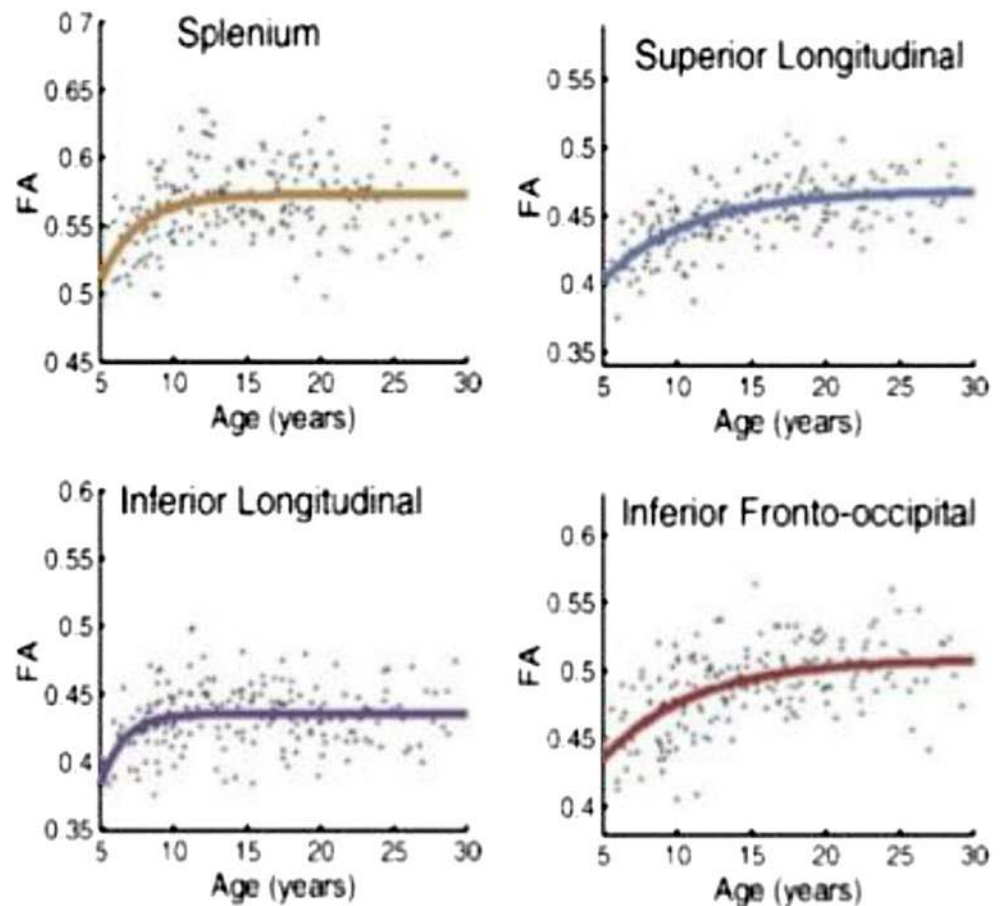 Splenium
0.7
0.65
0.6
0.55
0.5
0.45
FA
5 10 15 20 25 30
Age (years)
Superior Longitudinal
0.55
0.5
0.45
0.4
0.35
FA
5 10 15 20 25 30
Age (years)
Inferior Longitudinal
0.6
0.55
0.5
0.45
0.4
0.35
FA
5 10 15 20 25 30
Age (years)
Inferior Fronto-occipital
0.6
0.55
0.5
0.45
0.4
FA
5 10 15 20 25 30
Age (years)